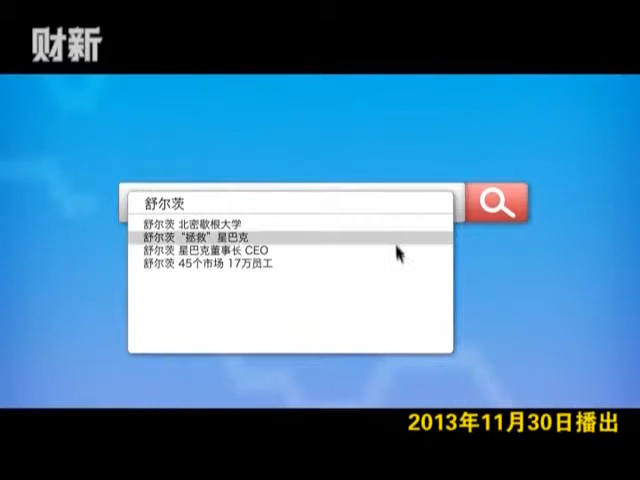 财新
舒尔茨
舒尔茨 北密歇根大学
舒尔茨“拯救”星巴克
舒尔茨 星巴克董事长 CEO
舒尔茨 45个市场 17万员工
2013年11月30日播出